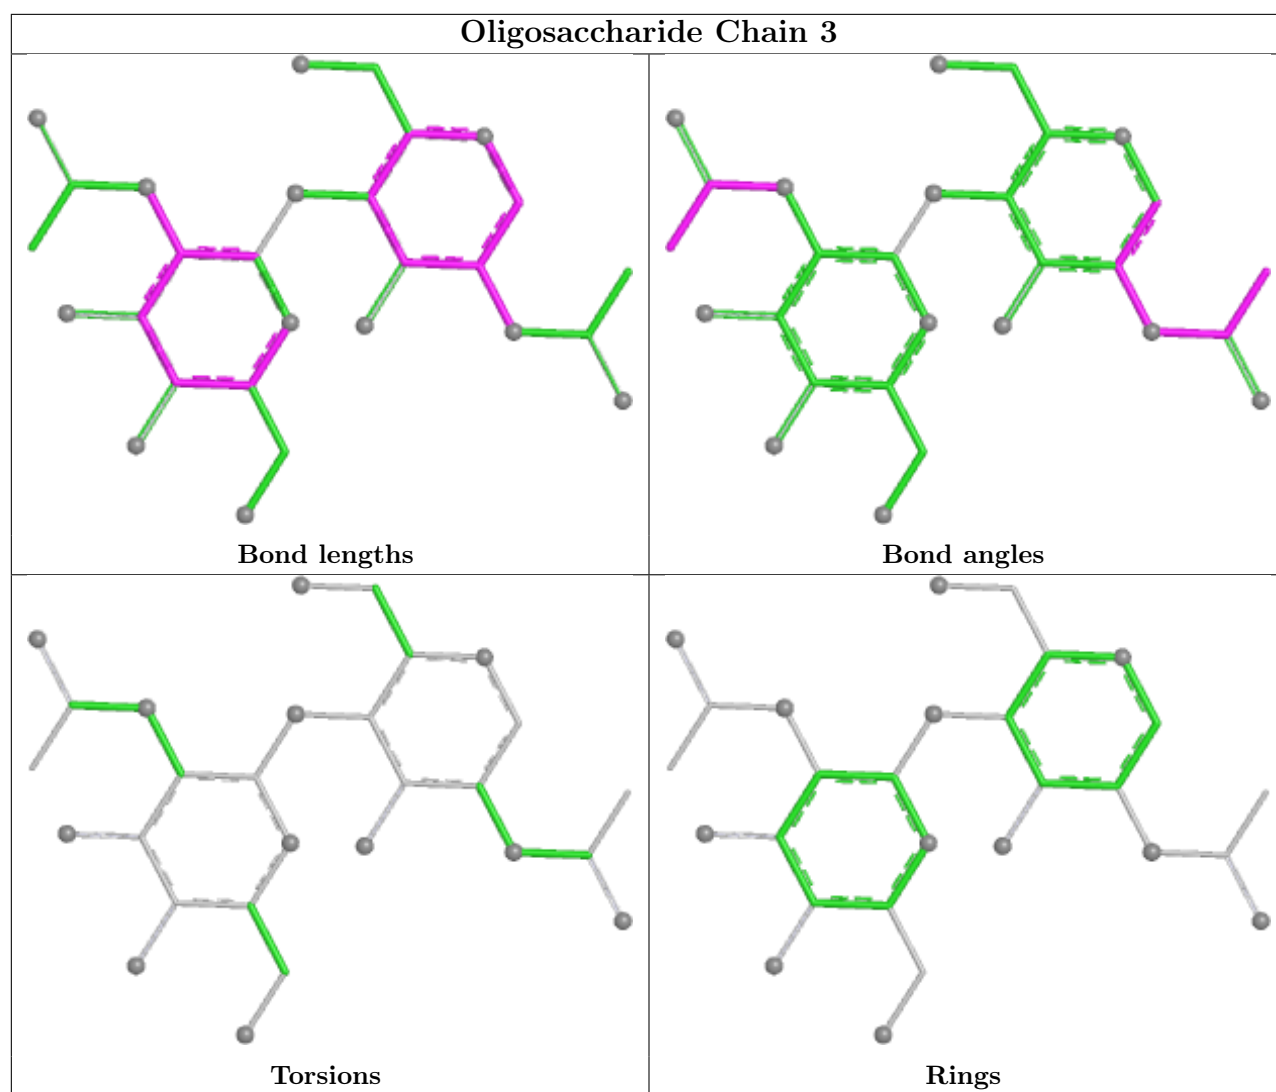 Oligosaccharide Chain 3
Bond lengths
Bond angles
Torsions
Rings